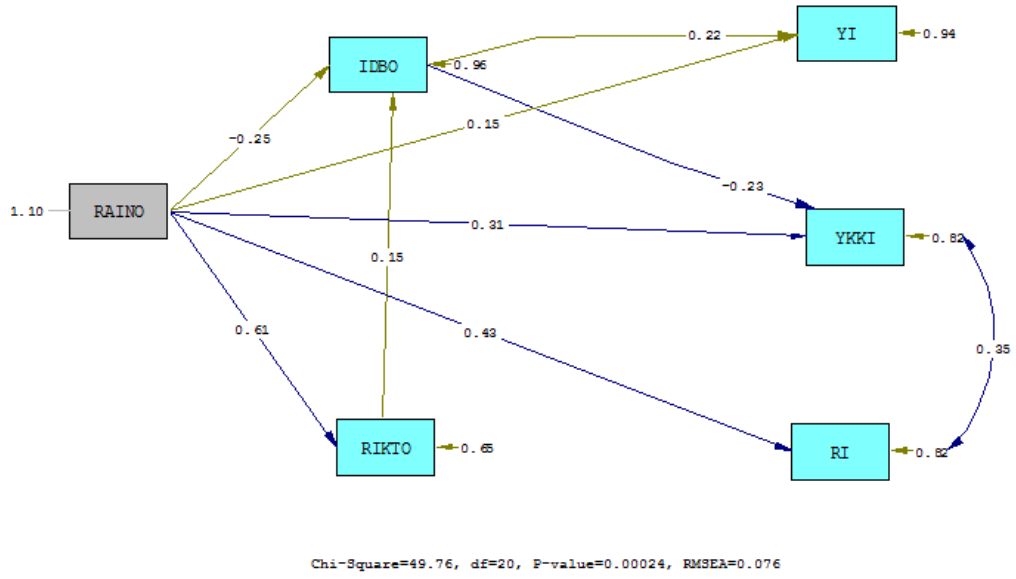 0.22
YI
0.94
IDBO
0.96
0.15
-0.25
-0.23
1.10
RAINO
0.31
YKKI
0.82
0.15
0.61
0.43
0.35
RIKTO
0.65
RI
0.82
Chi-Square=49.76, df=20, P-value=0.00024, RMSEA=0.076